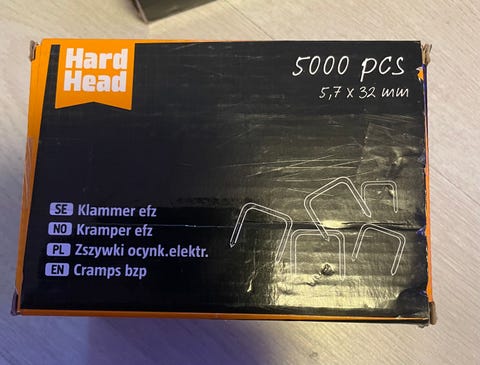 Hard
Head
5000 pcs
5,7 x 32 mm
SE Klammer efz
NO Kramper efz
PL Zszywki ocynk.elektr.
EN Cramps bzp